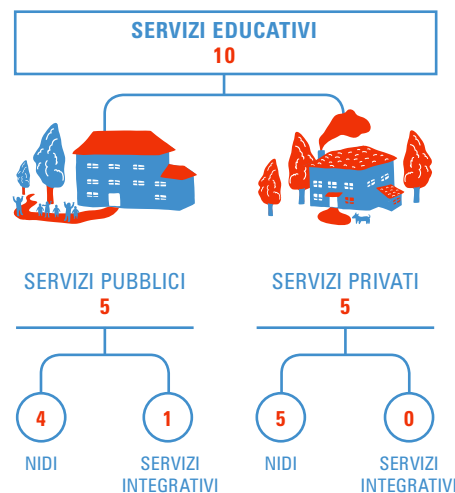 SERVIZI EDUCATIVI
10
SERVIZI PUBBLICI
5
SERVIZI PRIVATI
5
4
1
5
0
NIDI
SERVIZI
INTEGRATIVI
NIDI
SERVIZI
INTEGRATIVI